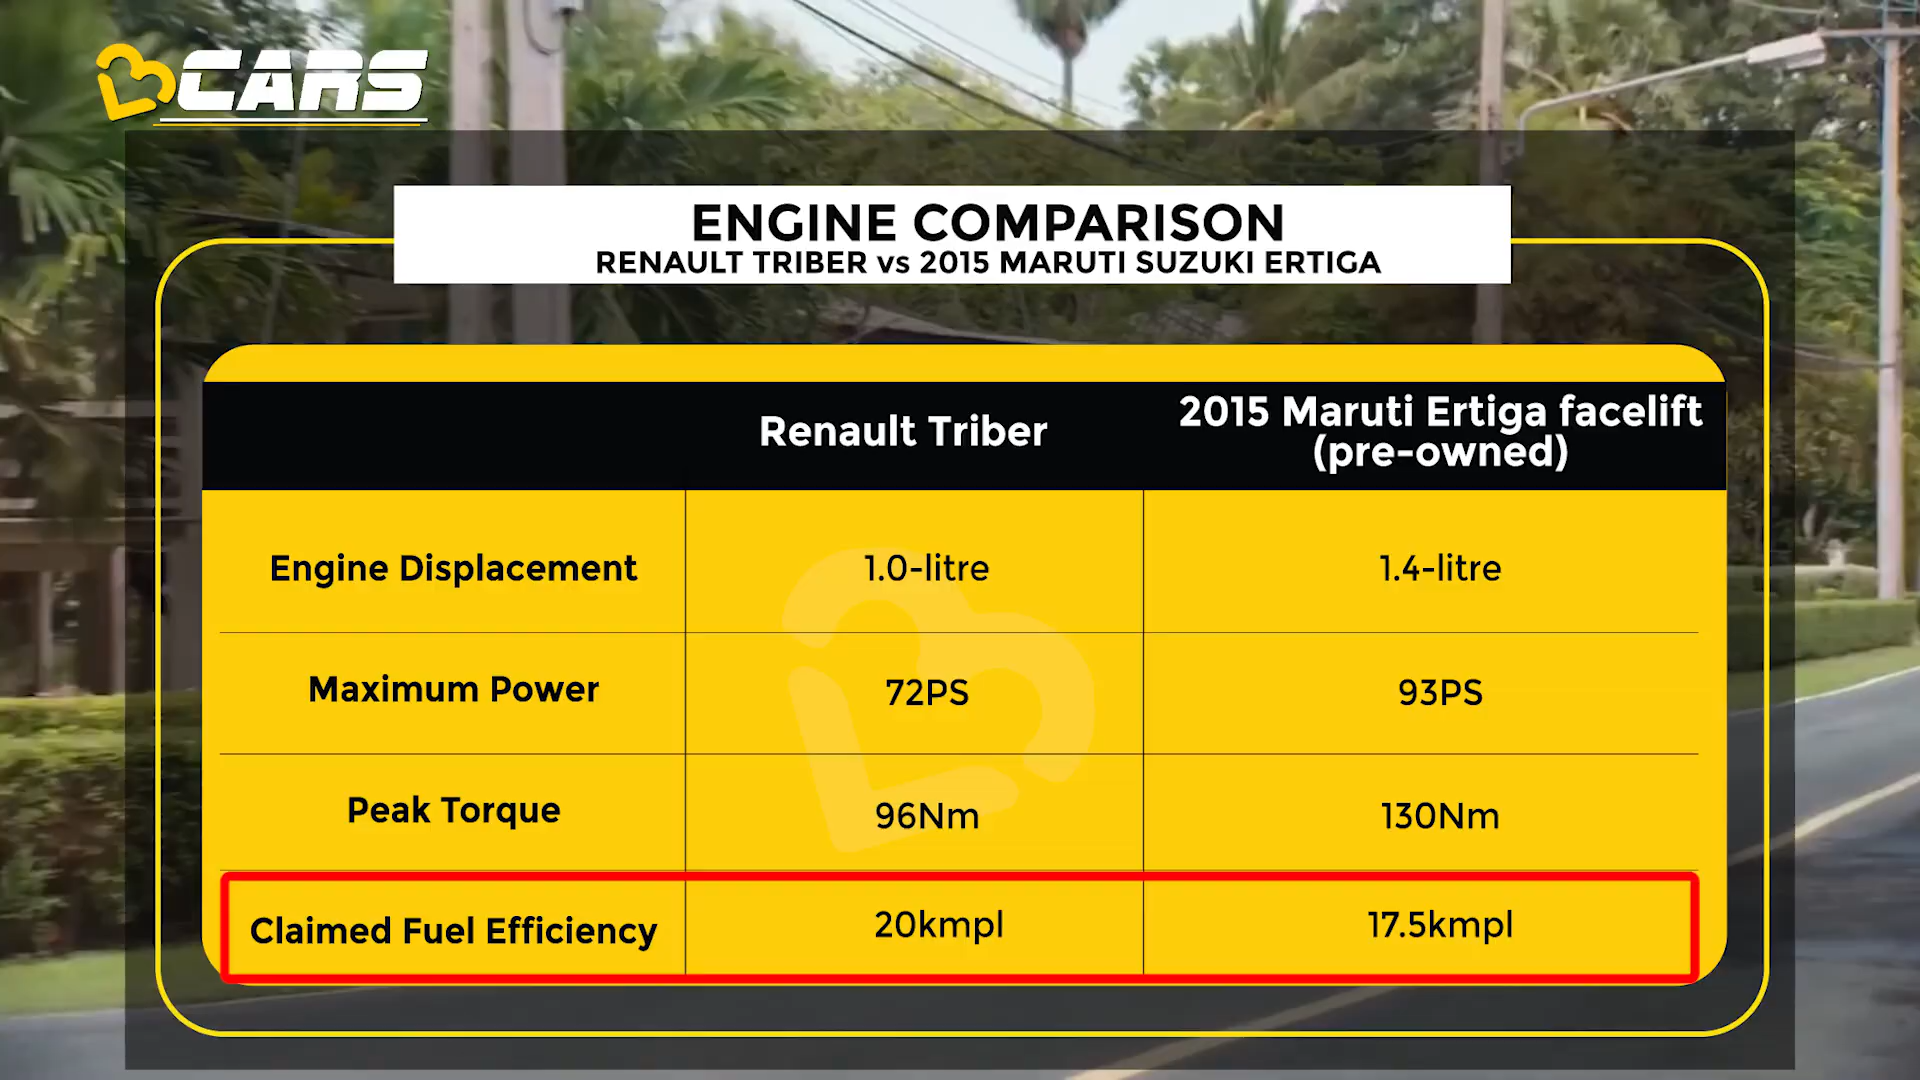 CARS
ENGINE COMPARISON
RENAULT TRIBER vs 2015 MARUTI SUZUKI ERTIGA
Renault Triber
2015 Maruti Ertiga facelift
(pre-owned)
Engine Displacement
1.0-litre
1.4-litre
Maximum Power
72PS
93PS
Peak Torque
96Nm
130Nm
Claimed Fuel Efficiency
20kmpl
17.5kmpl